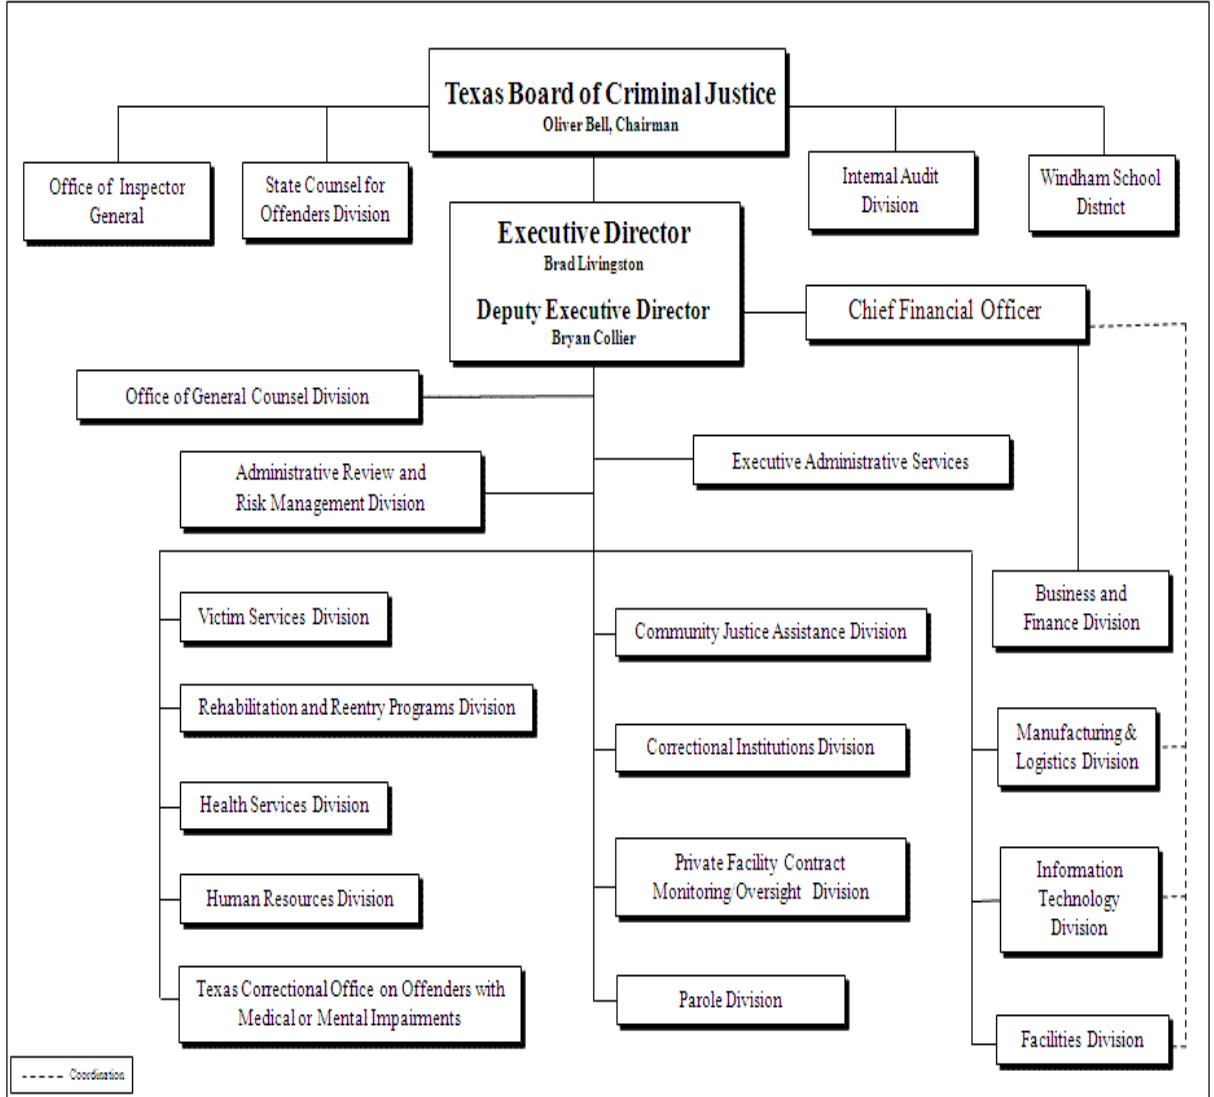 Texas Board of Criminal Justice
Oliver Bell, Chairman
Office of Inspector
General
State Counsel for
Offenders Division
Internal Audit
Division
Windham School
District
Executive Director
Brad Livingston
Deputy Executive Director
Bryan Collier
Chief Financial Officer
Office of General Counsel Division
Executive Administrative Services
Administrative Review and
Risk Management Division
Victim Services Division
Rehabilitation and Reentry Programs Division
Health Services Division
Human Resources Division
Texas Correctional Office on Offenders with
Medical or Mental Impairments
Community Justice Assistance Division
Correctional Institutions Division
Private Facility Contract
Monitoring/Oversight Division
Parole Division
Business and
Finance Division
Manufacturing &
Logistics Division
Information
Technology
Division
Facilities Division
Coordination